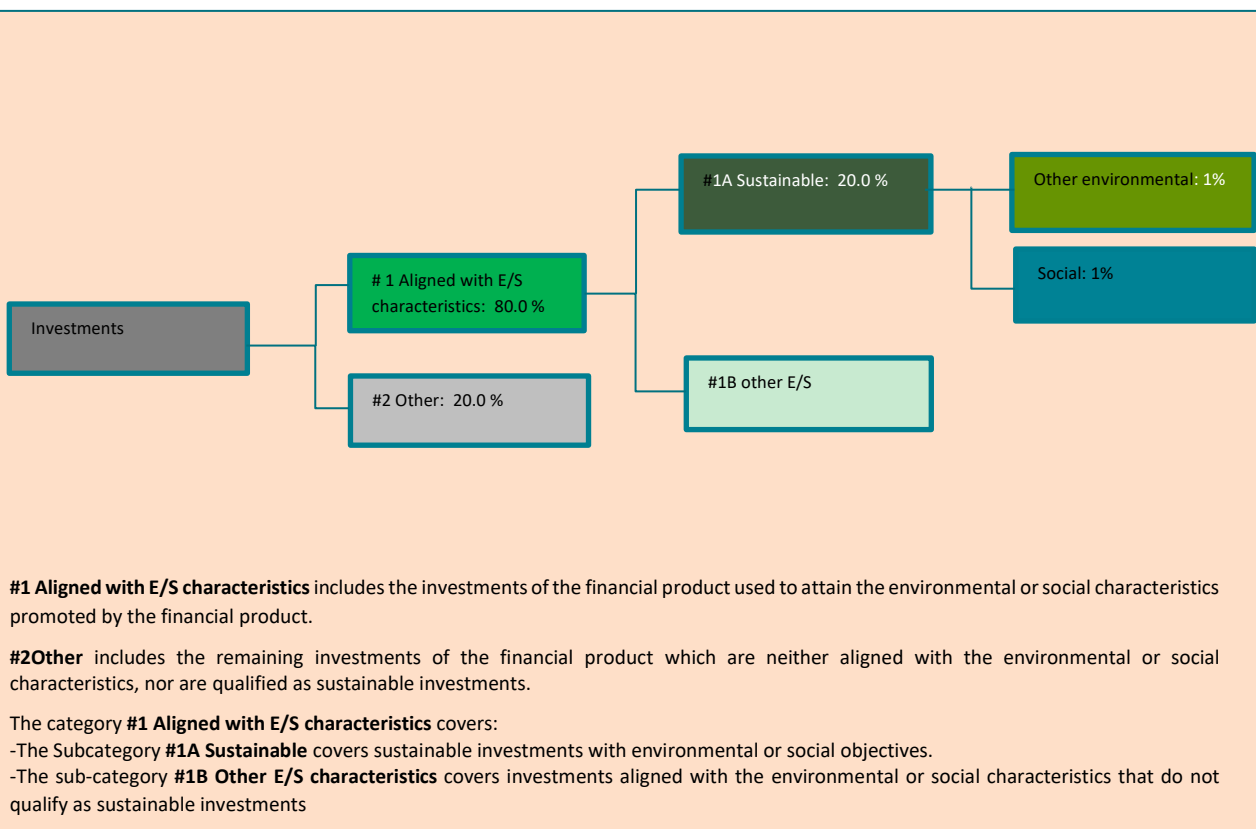 #1A Sustainable: 20.0 %
Other environmental: 1%
# 1 Aligned with E/S
characteristics: 80.0 %
Social: 1%
Investments
#2 Other: 20.0 %
#1B other E/S
#1 Aligned with E/S characteristics includes the investments of the financial product used to attain the environmental or social characteristics
promoted by the financial product.
#2Other includes the remaining investments of the financial product which are neither aligned with the environmental or social
characteristics, nor are qualified as sustainable investments.
The category #1 Aligned with E/S characteristics covers:
-The Subcategory #1A Sustainable covers sustainable investments with environmental or social objectives.
-The sub-category #1B Other E/S characteristics covers investments aligned with the environmental or social characteristics that do not
qualify as sustainable investments